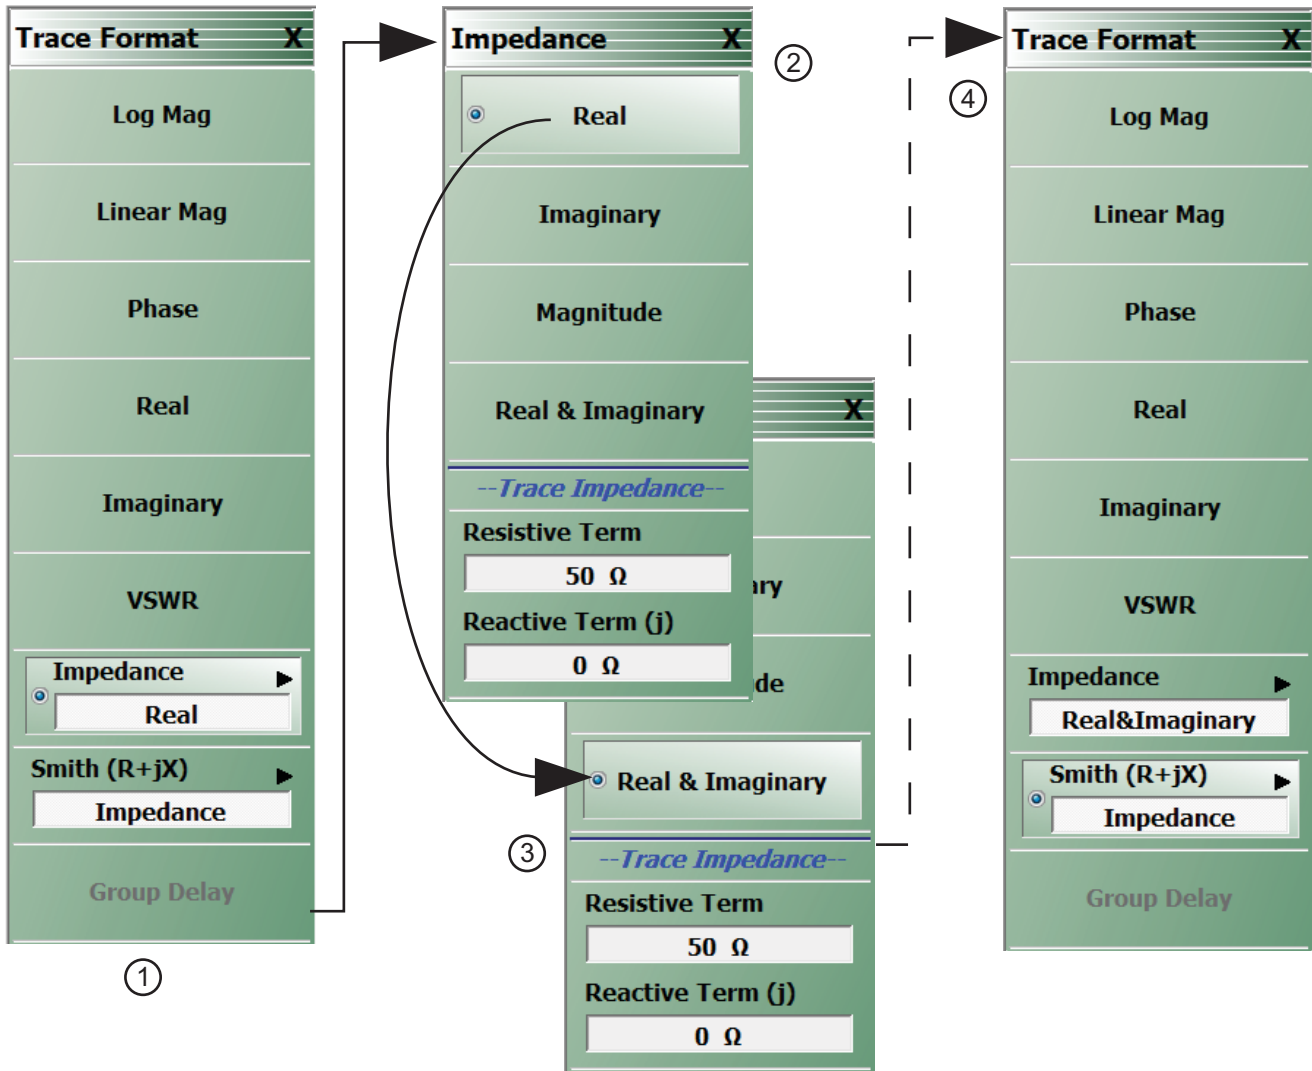 Trace Format X
Log Mag
Linear Mag
Phase
Real
Imaginary
VSWR
Impedance
Real
Smith (R+jX)
Impedance
Group Delay
1
Impedance X
2
Real
Imaginary
Magnitude
Real & Imaginary
--Trace Impedance--
Resistive Term
50 Ω
Reactive Term (j)
0 Ω
X
ary
de
Real & Imaginary
3
--Trace Impedance--
Resistive Term
50 Ω
Reactive Term (j)
0 Ω
Trace Format X
4
Log Mag
Linear Mag
Phase
Real
Imaginary
VSWR
Impedance
Real&Imaginary
Smith (R+jX)
Impedance
Group Delay